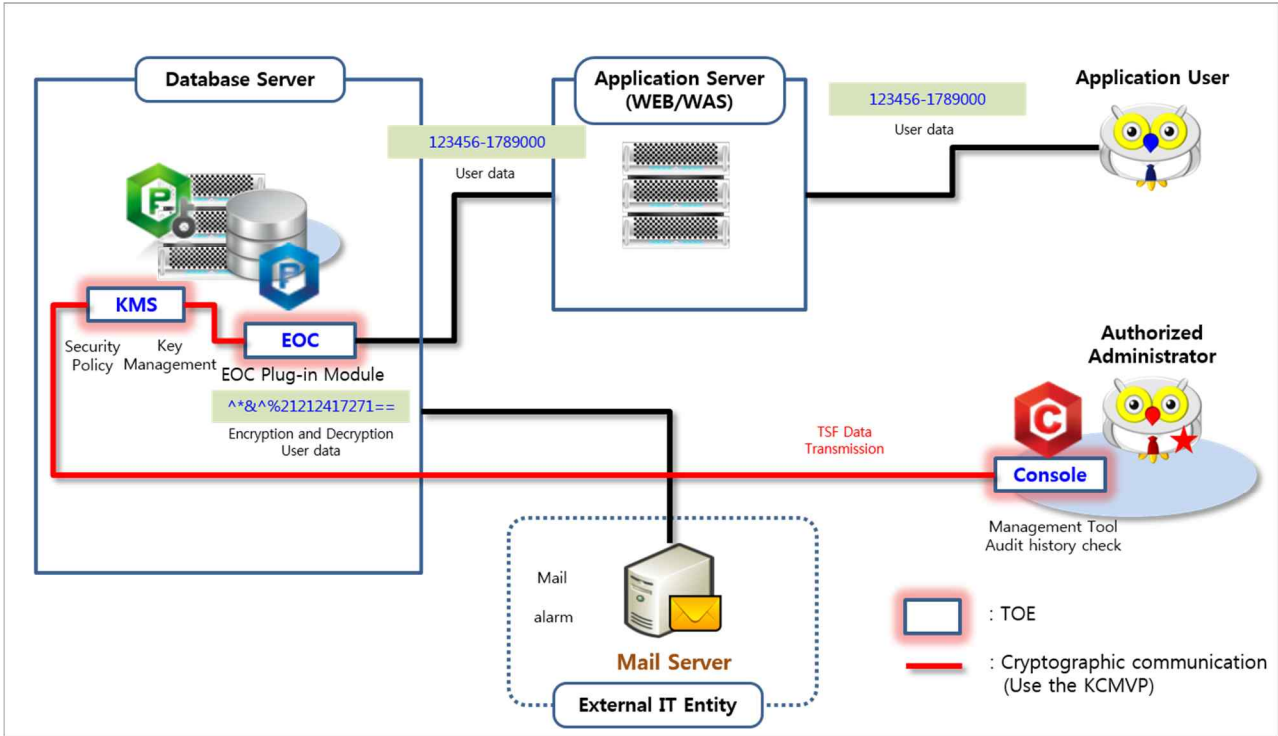 Database Server
Application Server
(WEB/WAS)
Application User
123456-1789000
User data
123456-1789000
User data
P
P
KMS
Security
Policy
Key
Management
EOC
EOC Plug-in Module
^*&^%21212417271==
Encryption and Decryption
User data
Authorized
Administrator
C
TSF Data
Transmission
Console
Management Tool
Audit history check
Mail
alarm
Mail Server
External IT Entity
: TOE
: Cryptographic communication
(Use the KCMVP)